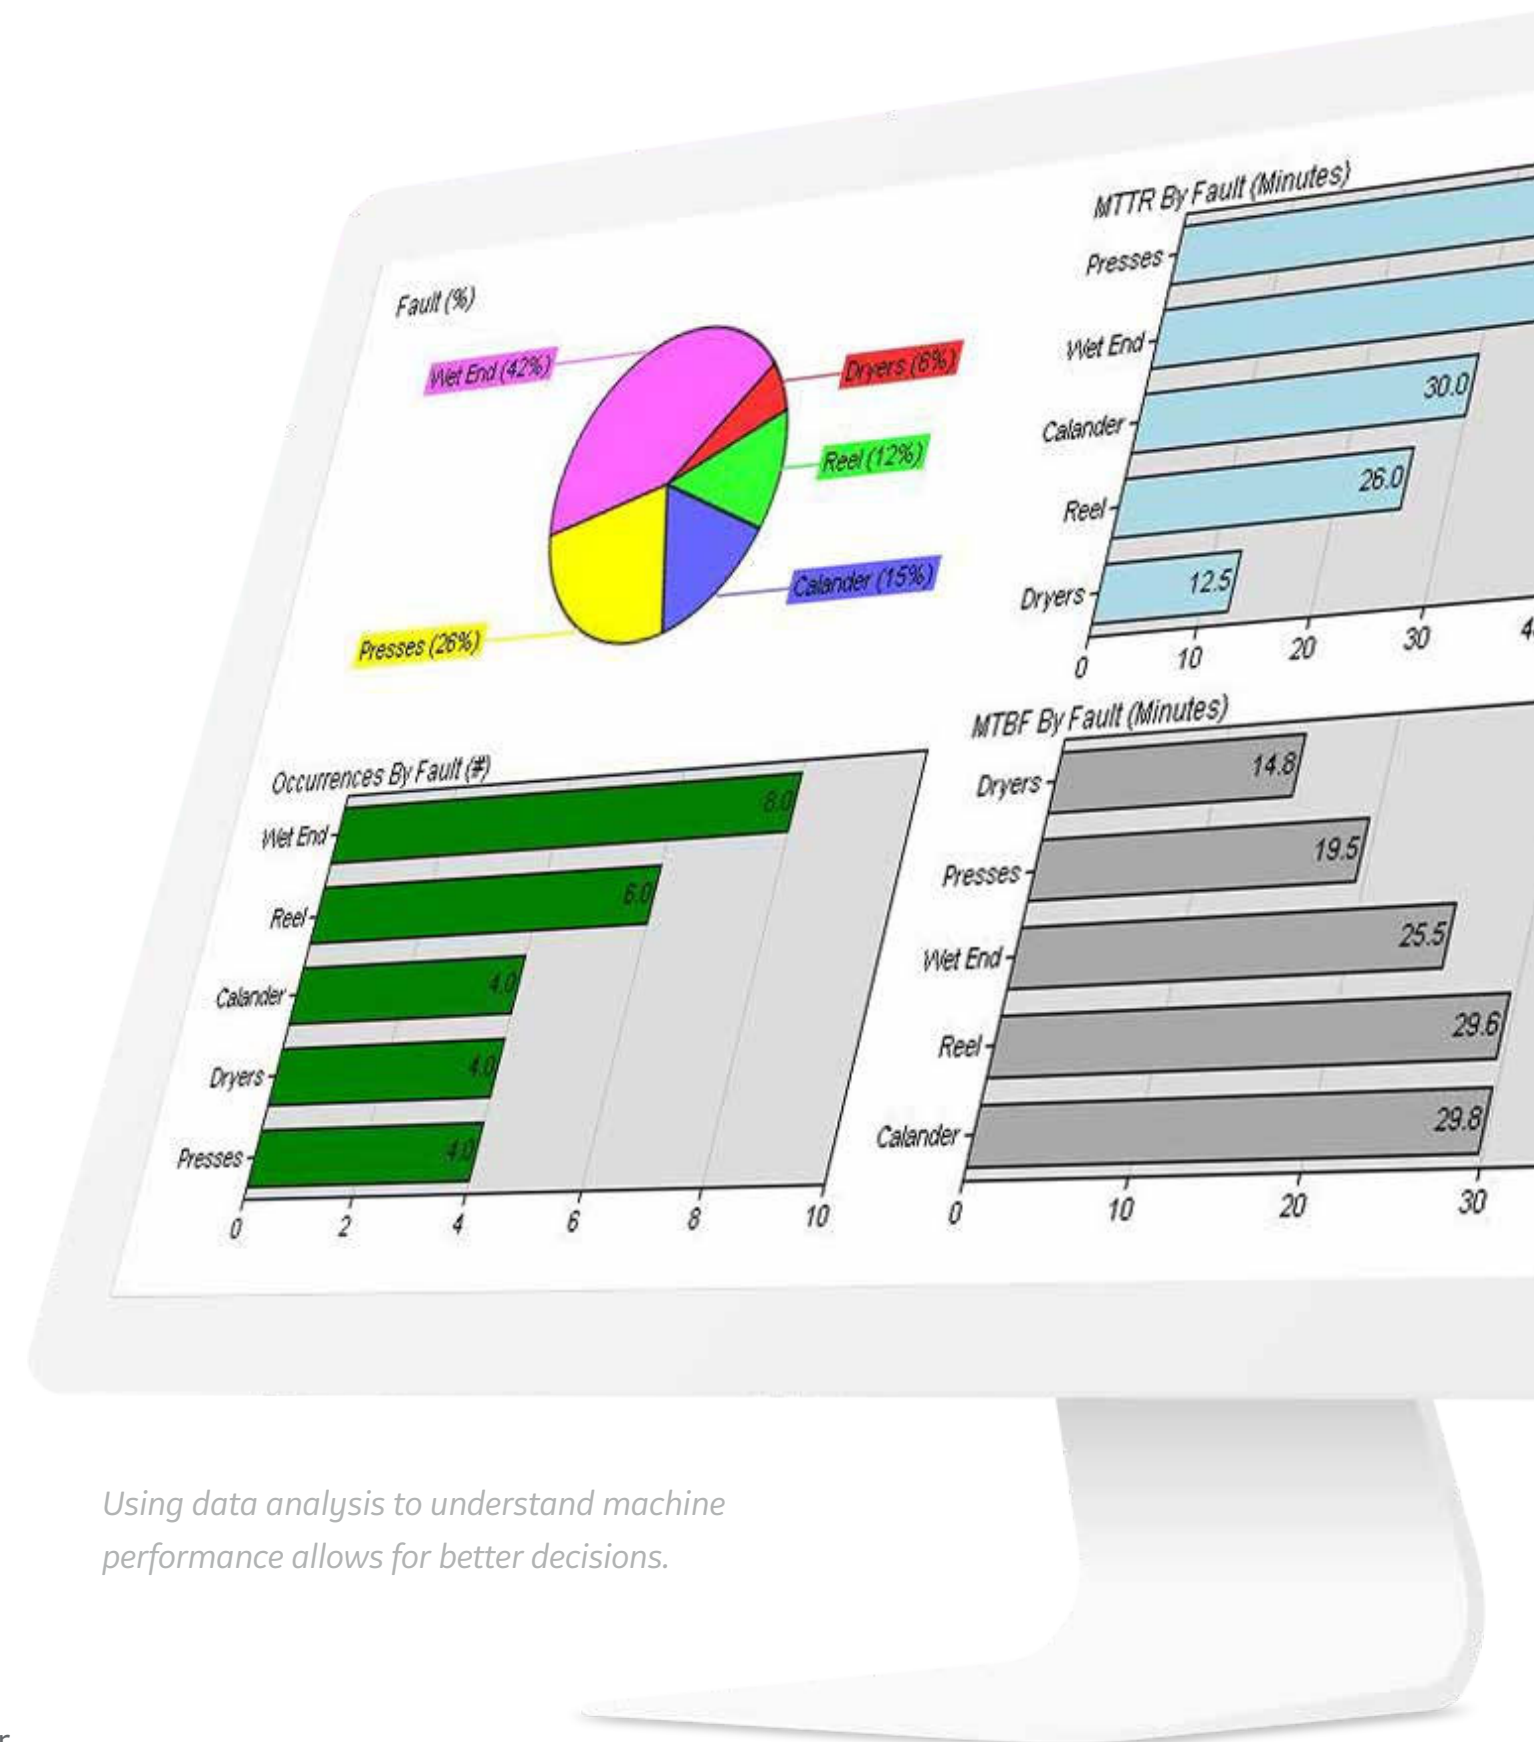 Fault (%)
Wet End (42%)
Dryers (6%)
Reel (12%)
Calander (15%)
Presses (26%)
MTTR By Fault (Minutes)
Presses
Wet End
Calander 30.0
Reel 26.0
Dryers 12.5
0 10 20 30
Occurrences By Fault (#)
Wet End 8.0
Reel 6.0
Calander 4.0
Dryers 4.0
Presses 4.0
0 2 4 6 8 10
MTBF By Fault (Minutes)
Dryers 14.8
Presses 19.5
Wet End 25.5
Reel 29.6
Calander 29.8
0 10 20 30
Using data analysis to understand machine
performance allows for better decisions.